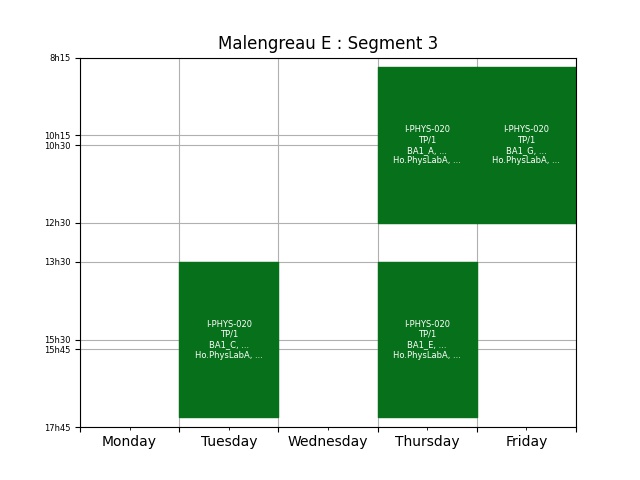 Malengreau E : Segment 3
8h15
10h15
10h30
12h30
13h30
15h30
15h45
17h45
I-PHYS-020
TP/1
BA1_A, ...
Ho.PhysLabA, ...
I-PHYS-020
TP/1
BA1_G, ...
Ho.PhysLabA, ...
I-PHYS-020
TP/1
BA1_C, ...
Ho.PhysLabA, ...
I-PHYS-020
TP/1
BA1_E, ...
Ho.PhysLabA, ...
Monday Tuesday Wednesday Thursday Friday